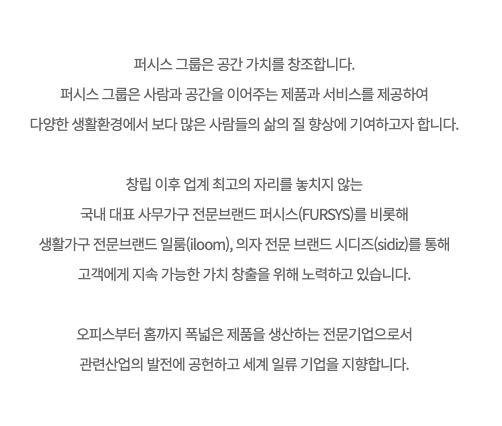 퍼시스 그룹은 공간 가치를 창조합니다.
퍼시스 그룹은 사람과 공간을 이어주는 제품과 서비스를 제공하여
다양한 생활환경에서 보다 많은 사람들의 삶의 질 향상에 기여하고자 합니다.
창립 이후 업계 최고의 자리를 놓치지 않는
국내 대표 사무가구 전문브랜드 퍼시스(FURSYS)를 비롯해
생활가구 전문브랜드 일룸(iloom), 의자 전문 브랜드 시디즈(sidiz)를 통해
고객에게 지속 가능한 가치 창출을 위해 노력하고 있습니다.
오피스부터 홈까지 폭넓은 제품을 생산하는 전문기업으로서
관련산업의 발전에 공헌하고 세계 일류 기업을 지향합니다.